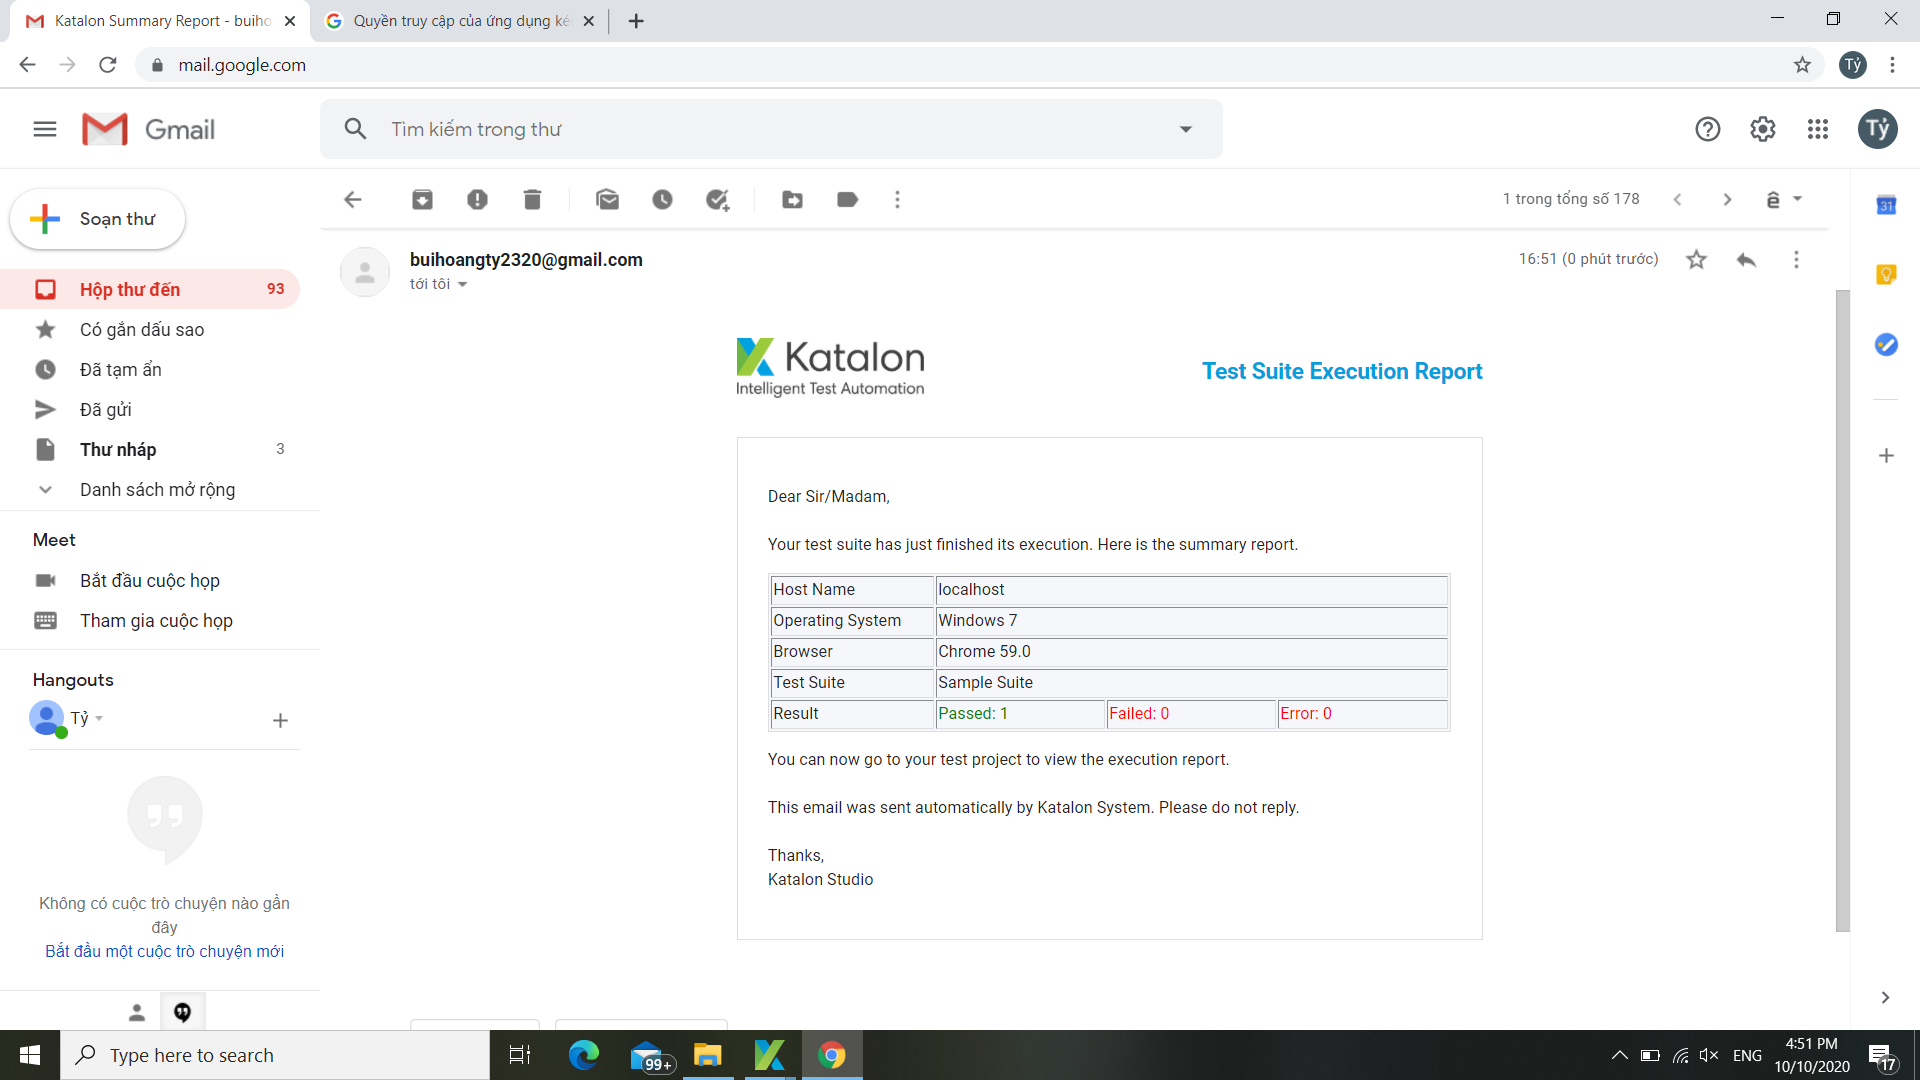 Katalon Summary Report - buiho
Quyền truy cập của ứng dụng ké
mail.google.com
Tỷ
Gmail
Tìm kiếm trong thư
Tỷ
Soạn thư
1 trong tổng số 178
ê
31
Hộp thư đến 93
Có gắn dấu sao
Đã tạm ẩn
Đã gửi
Thư nháp 3
Danh sách mở rộng
Meet
Bắt đầu cuộc họp
Tham gia cuộc họp
Hangouts
Tỷ
Không có cuộc trò chuyện nào gần
đây
Bắt đầu một cuộc trò chuyện mới
buihoangty2320@gmail.com
16:51 (0 phút trước)
tới tôi
Katalon
Intelligent Test Automation
Test Suite Execution Report
Dear Sir/Madam,
Your test suite has just finished its execution. Here is the summary report.
Host Name localhost
Operating System Windows 7
Browser Chrome 59.0
Test Suite Sample Suite
Result Passed: 1 Failed: 0 Error: 0
You can now go to your test project to view the execution report.
This email was sent automatically by Katalon System. Please do not reply.
Thanks,
Katalon Studio
Type here to search
99+
ENG
4:51 PM
10/10/2020
17